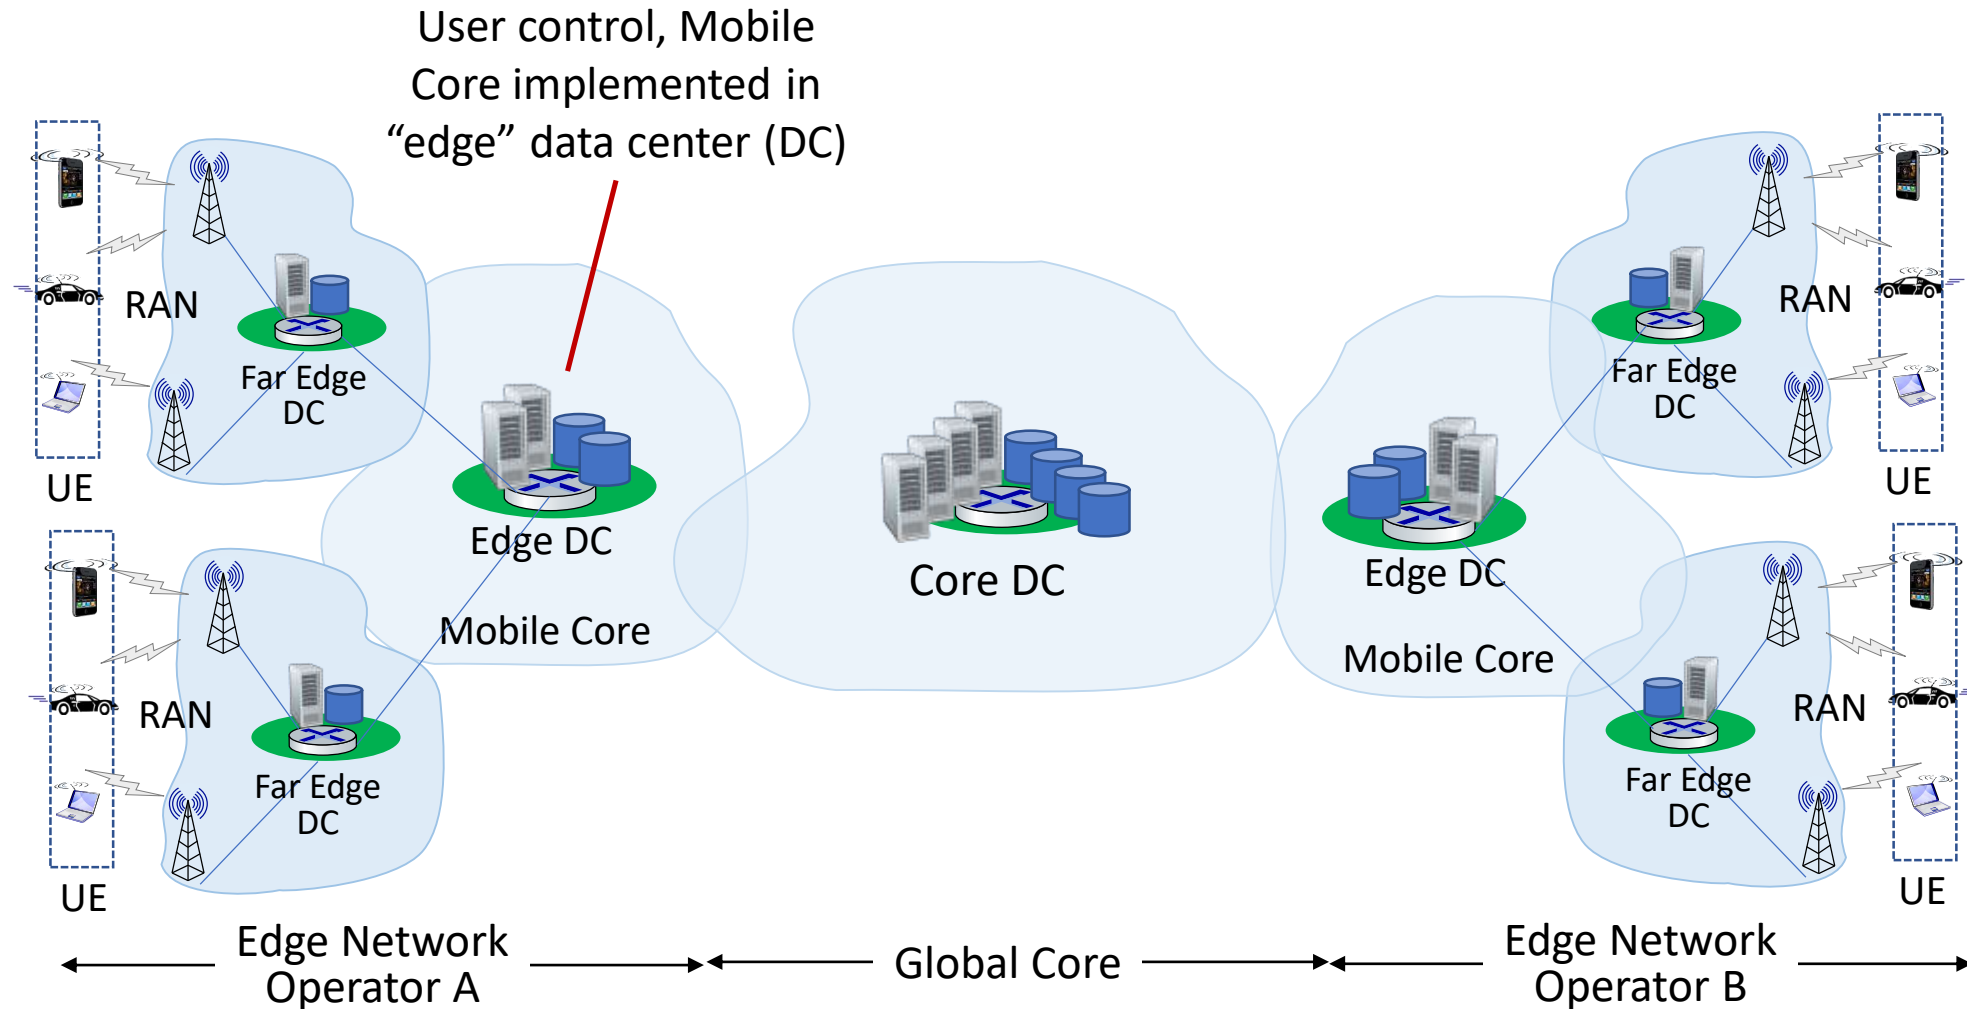 User control, Mobile
Core implemented in
“edge” data center (DC)
RAN
Far Edge
DC
UE
Edge DC
Mobile Core
RAN
Far Edge
DC
UE
Core DC
Edge DC
Mobile Core
RAN
Far Edge
DC
UE
RAN
Far Edge
DC
UE
Edge Network
Operator A
Global Core
Edge Network
Operator B